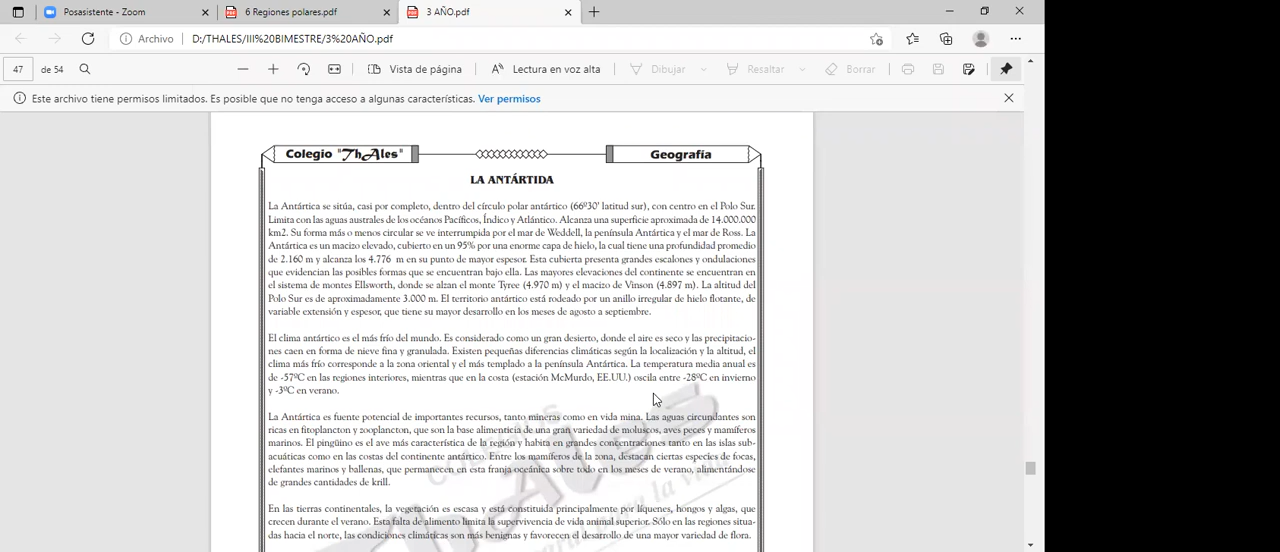 Posasistente - Zoom
6 Regiones polares.pdf
3 AÑO.pdf
Archivo
D:/THALES/III%20BIMESTRE/3%20AÑO.pdf
47
de 54
Vista de página
Lectura en voz alta
Dibujar
Resaltar
Borrar
Este archivo tiene permisos limitados. Es posible que no tenga acceso a algunas características. Ver permisos
Colegio "ThAles"
Geografía
LA ANTÁRTIDA
La Antártica se sitúa, casi por completo, dentro del círculo polar antártico (66º30' latitud sur), con centro en el Polo Sur.
Limita con las aguas australes de los océanos Pacíficos, Índico y Atlántico. Alcanza una superficie aproximada de 14.000.000
km2. Su forma más o menos circular se ve interrumpida por el mar de Weddell, la península Antártica y el mar de Ross. La
Antártica es un macizo elevado, cubierto en un 95% por una enorme capa de hielo, la cual tiene una profundidad promedio
de 2.160 m y alcanza los 4.776 m en su punto de mayor espesor. Esta cubierta presenta grandes escalones y ondulaciones
que evidencian las posibles formas que se encuentran bajo ella. Las mayores elevaciones del continente se encuentran en
el sistema de montes Ellsworth, donde se alzan el monte Tyree (4.970 m) y el macizo de Vinson (4.897 m). La altitud del
Polo Sur es de aproximadamente 3.000 m. El territorio antártico está rodeado por un anillo irregular de hielo flotante, de
variable extensión y espesor, que tiene su mayor desarrollo en los meses de agosto a septiembre.
El clima antártico es el más frío del mundo. Es considerado como un gran desierto, donde el aire es seco y las precipitacio-
nes caen en forma de nieve fina y granulada. Existen pequeñas diferencias climáticas según la localización y la altitud, el
clima más frío corresponde a la zona oriental y el más templado a la península Antártica. La temperatura media anual es
de -57ºC en las regiones interiores, mientras que en la costa (estación McMurdo, EE.UU.) oscila entre -28ºC en invierno
y -3ºC en verano.
La Antártica es fuente potencial de importantes recursos, tanto mineras como en vida mina. Las aguas circundantes son
ricas en fitoplancton y zooplancton, que son la base alimenticia de una gran variedad de moluscos, aves peces y mamíferos
marinos. El pingüino es el ave más característica de la región y habita en grandes concentraciones tanto en las islas sub-
acuáticas como en las costas del continente antártico. Entre los mamíferos de la zona, destacan ciertas especies de focas,
elefantes marinos y ballenas, que permanecen en esta franja oceánica sobre todo en los meses de verano, alimentándose
de grandes cantidades de krill.
En las tierras continentales, la vegetación es escasa y está constituida principalmente por líquenes, hongos y algas, que
crecen durante el verano. Esta falta de alimento limita la supervivencia de vida animal superior. Sólo en las regiones situa-
das hacia el norte, las condiciones climáticas son más benignas y favorecen el desarrollo de una mayor variedad de flora.